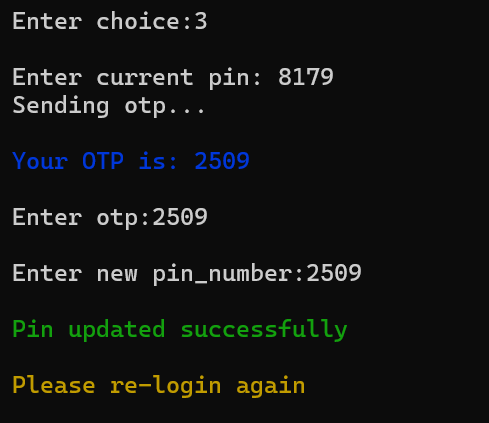 Enter choice:3
Enter current pin: 8179
Sending otp...
Your OTP is: 2509
Enter otp:2509
Enter new pin_number:2509
Pin updated successfully
Please re-login again